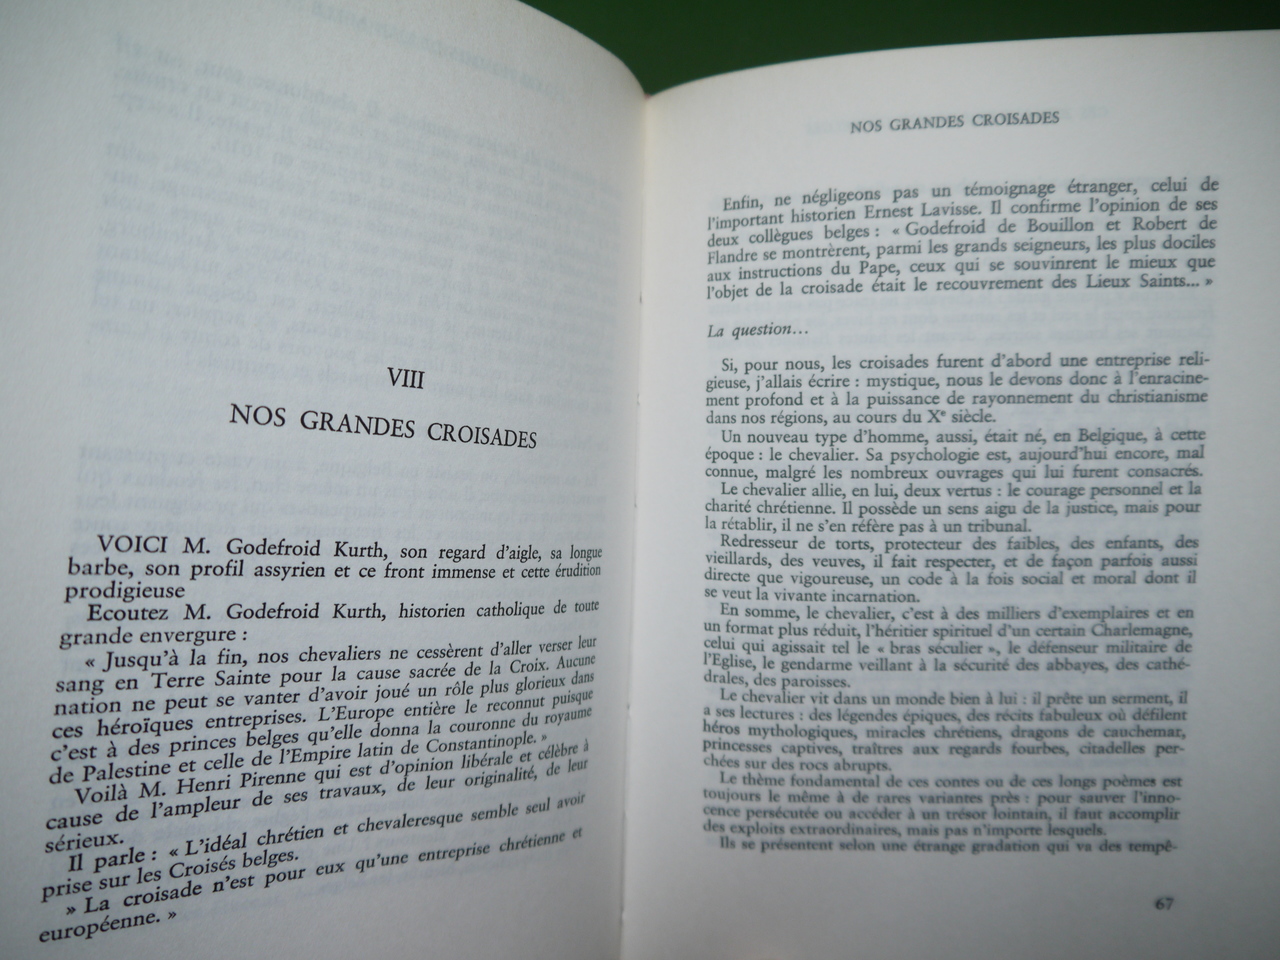 VIII
NOS GRANDES CROISADES
VOICI M. Godefroid Kurth, son regard d'aigle, sa longue
barbe, son profil assyrien et ce front immense et cette érudition
prodigieuse
Ecoutez M. Godefroid Kurth, historien catholique de toute
grande envergure :
« Jusqu'à la fin, nos chevaliers ne cessèrent d'aller verser leur
sang en Terre Sainte pour la cause sacrée de la Croix. Aucune
nation ne peut se vanter d'avoir joué un rôle plus glorieux dans
ces héroïques entreprises. L'Europe entière le reconnut puisque
c'est à des princes belges qu'elle donna la couronne du royaume
de Palestine et celle de l'Empire latin de Constantinople. »
Voilà M. Henri Pirenne qui est d'opinion libérale et célèbre à
cause de l'ampleur de ses travaux, de leur originalité, de leur
sérieux.
Il parle : « L'idéal chrétien et chevaleresque semble seul avoir
prise sur les Croisés belges.
» La croisade n'est pour eux qu'une entreprise chrétienne et
européenne. »
NOS GRANDES CROISADES
Enfin, ne négligeons pas un témoignage étranger, celui de
l'important historien Ernest Lavisse. Il confirme l'opinion de ses
deux collègues belges : « Godefroid de Bouillon et Robert de
Flandre se montrèrent, parmi les grands seigneurs, les plus dociles
aux instructions du Pape, ceux qui se souvinrent le mieux que
l'objet de la croisade était le recouvrement des Lieux Saints... »
La question...
Si, pour nous, les croisades furent d'abord une entreprise reli-
gieuse, j'allais écrire : mystique, nous le devons donc à l'enracine-
ment profond et à la puissance de rayonnement du christianisme
dans nos régions, au cours du Xe siècle.
Un nouveau type d'homme, aussi, était né, en Belgique, à cette
époque : le chevalier. Sa psychologie est, aujourd'hui encore, mal
connue, malgré les nombreux ouvrages qui lui furent consacrés.
Le chevalier allie, en lui, deux vertus : le courage personnel et la
charité chrétienne. Il possède un sens aigu de la justice, mais pour
la rétablir, il ne s'en réfère pas à un tribunal.
Redresseur de torts, protecteur des faibles, des enfants, des
vieillards, des veuves, il fait respecter, et de façon parfois aussi
directe que vigoureuse, un code à la fois social et moral dont il
se veut la vivante incarnation.
En somme, le chevalier, c'est à des milliers d'exemplaires et en
un format plus réduit, l'héritier spirituel d'un certain Charlemagne,
celui qui agissait tel le « bras séculier », le défenseur militaire de
l'Eglise, le gendarme veillant à la sécurité des abbayes, des cathé-
drales, des paroisses.
Le chevalier vit dans un monde bien à lui : il prête un serment, il
a ses lectures : des légendes épiques, des récits fabuleux où défilent
héros mythologiques, miracles chrétiens, dragons de cauchemar,
princesses captives, traîtres aux regards fourbes, citadelles per-
chées sur des rocs abrupts.
Le thème fondamental de ces contes ou de ces longs poèmes est
toujours le même à de rares variantes près : pour sauver l'inno-
cence persécutée ou accéder à un trésor lointain, il faut accomplir
des exploits extraordinaires, mais pas n'importe lesquels.
Ils se présentent selon une étrange gradation qui va des tempê-
67